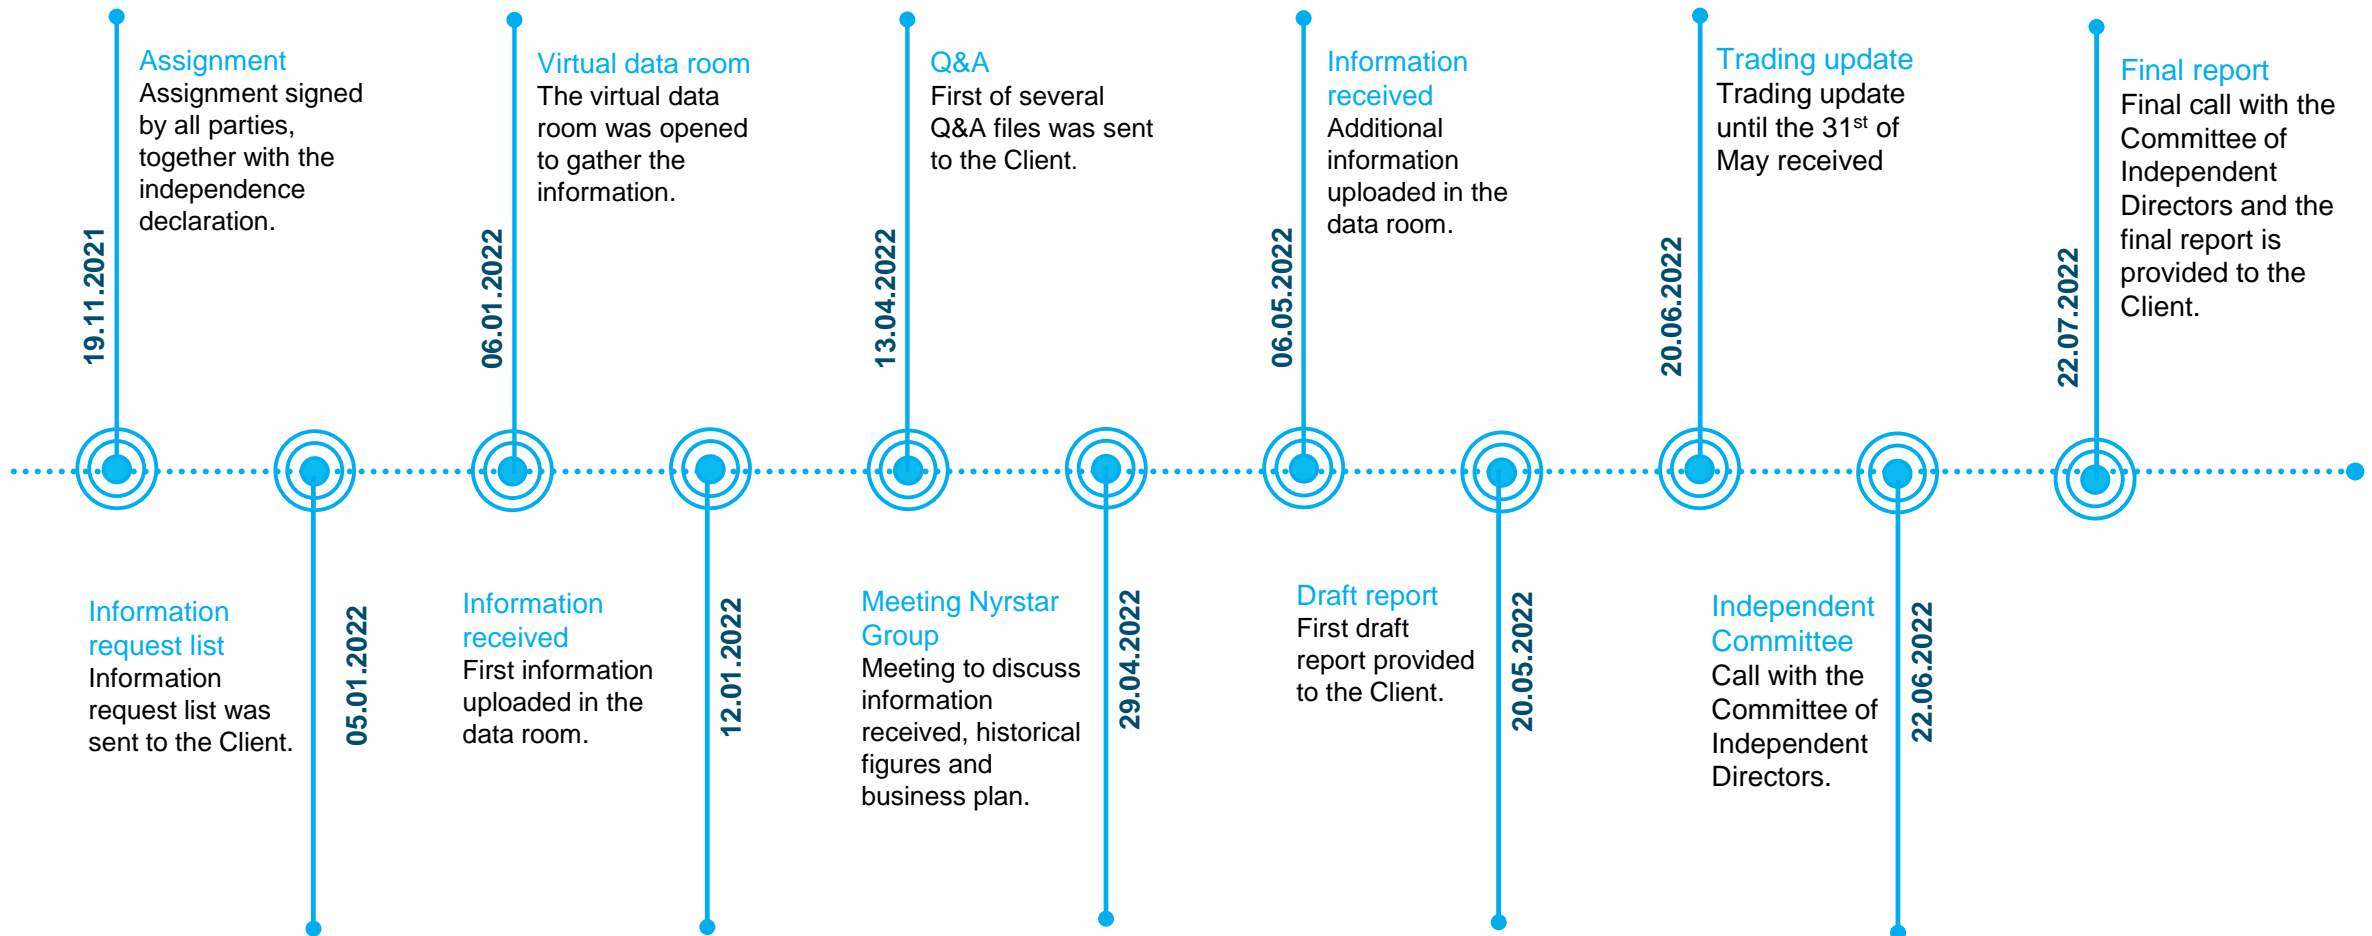 Assignment
Assignment signed
by all parties,
together with the
independence
declaration.
19.11.2021
Virtual data room
The virtual data
room was opened
to gather the
information.
06.01.2022
Q&A
First of several
Q&A files was sent
to the Client.
13.04.2022
Information
received
Additional
information
uploaded in the
data room.
06.05.2022
Trading update
Trading update
until the 31st of
May received
20.06.2022
Final report
Final call with the
Committee of
Independent
Directors and the
final report is
provided to the
Client.
22.07.2022
Information
request list
Information
request list was
sent to the Client.
05.01.2022
Information
received
First information
uploaded in the
data room.
12.01.2022
Meeting Nyrstar
Group
Meeting to discuss
information
received, historical
figures and
business plan.
29.04.2022
Draft report
First draft
report provided
to the Client.
20.05.2022
Independent
Committee
Call with the
Committee of
Independent
Directors.
22.06.2022